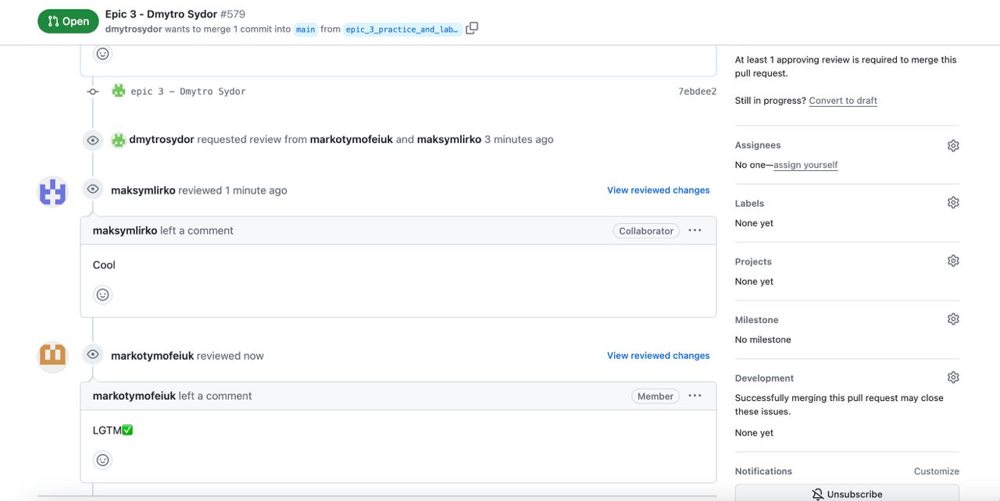 Open
Epic 3 - Dmytro Sydor #579
dmytrosydor wants to merge 1 commit into main from epic_3_practice_and_lab…
epic 3 – Dmytro Sydor 7ebdee2
dmytrosydor requested review from markotymofeiuk and maksymlirko 3 minutes ago
maksymlirko reviewed 1 minute ago View reviewed changes
maksymlirko left a comment Collaborator ···
Cool
markotymofeiuk reviewed now View reviewed changes
markotymofeiuk left a comment Member ···
LGTM✅
At least 1 approving review is required to merge this
pull request.
Still in progress? Convert to draft
Assignees
No one—assign yourself
Labels
None yet
Projects
None yet
Milestone
No milestone
Development
Successfully merging this pull request may close
these issues.
None yet
Notifications Customize
Unsubscribe